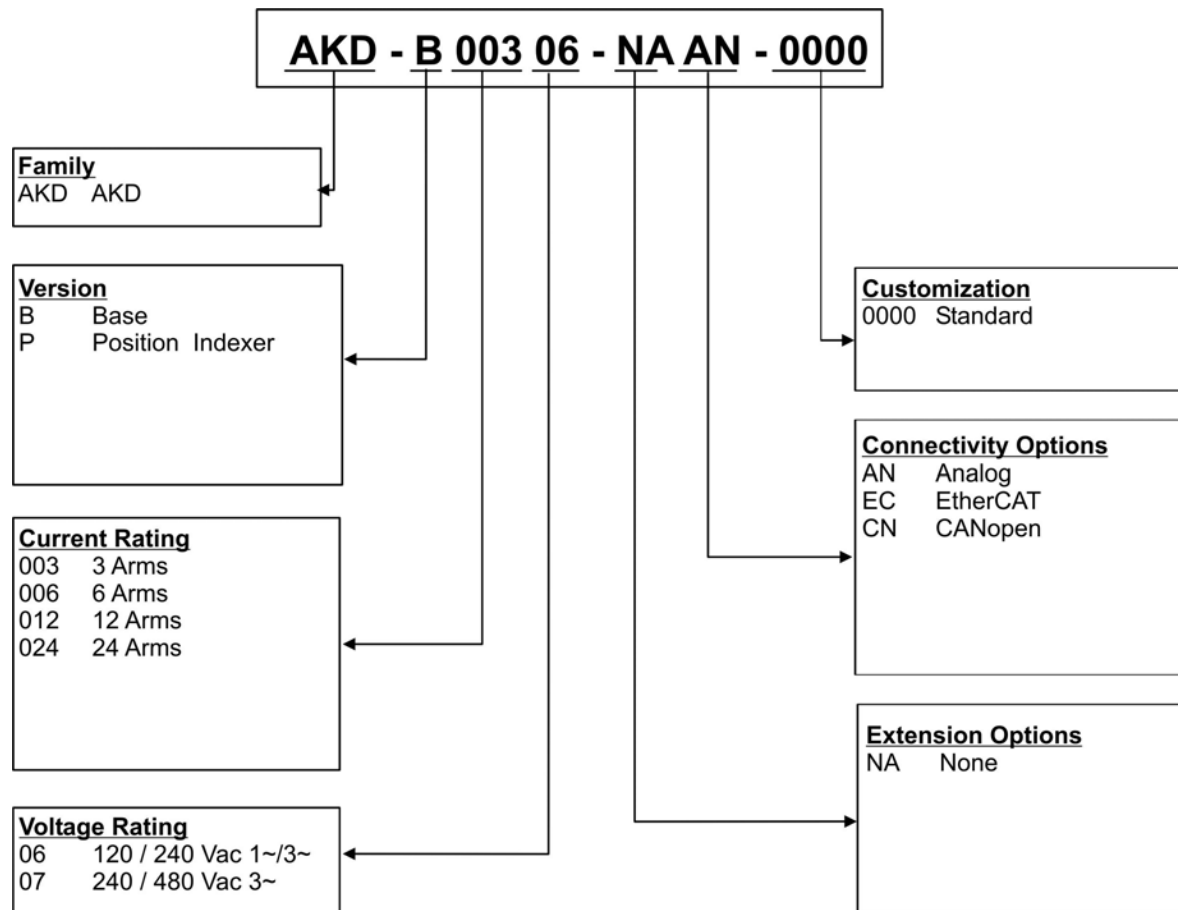 AKD - B 003 06 - NA AN - 0000
Family
AKD AKD
Version
B Base
P Position Indexer
Current Rating
003 3 Arms
006 6 Arms
012 12 Arms
024 24 Arms
Voltage Rating
06 120 / 240 Vac 1~/3~
07 240 / 480 Vac 3~
Customization
0000 Standard
Connectivity Options
AN Analog
EC EtherCAT
CN CANopen
Extension Options
NA None